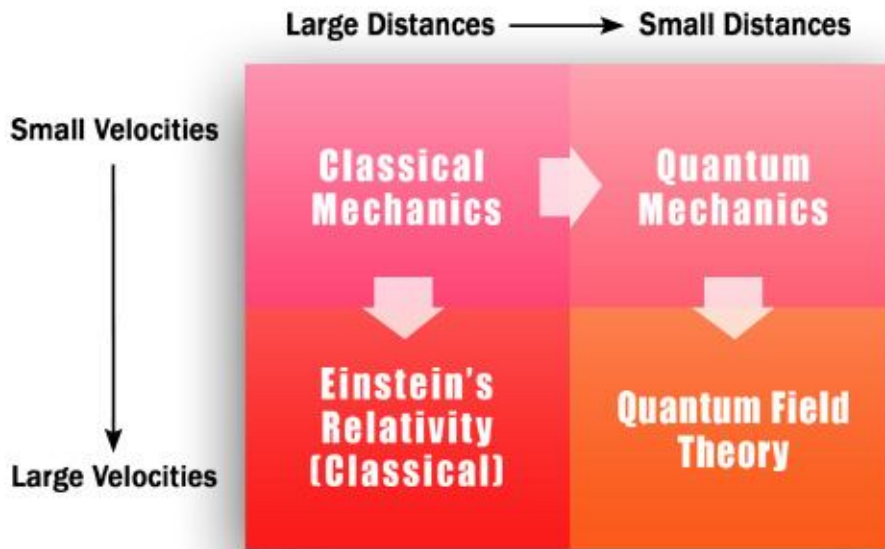 Large Distances
Small Distances
Small Velocities
Classical
Mechanics
Quantum
Mechanics
Einstein's
Relativity
(Classical)
Quantum Field
Theory
Large Velocities